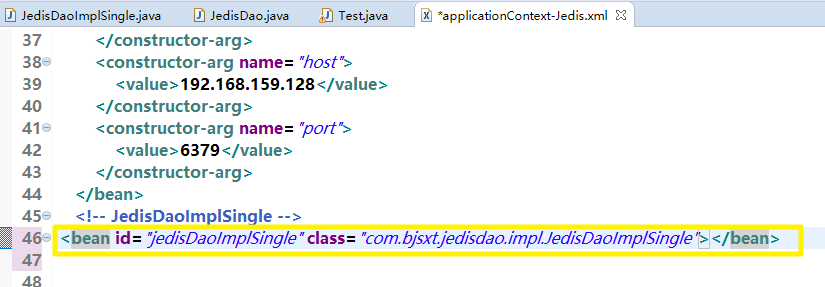 JedisDaoImplSingle.java JedisDao.java Test.java *applicationContext-Jedis.xml
37 </constructor-arg>
38 <constructor-arg name="host">
39 <value>192.168.159.128</value>
40 </constructor-arg>
41 <constructor-arg name="port">
42 <value>6379</value>
43 </constructor-arg>
44 </bean>
45 <!-- JedisDaoImplSingle -->
46 <bean id="jedisDaoImplSingle" class="com.bjsxt.jedisdao.impl.JedisDaoImplSingle"></bean>
47
48